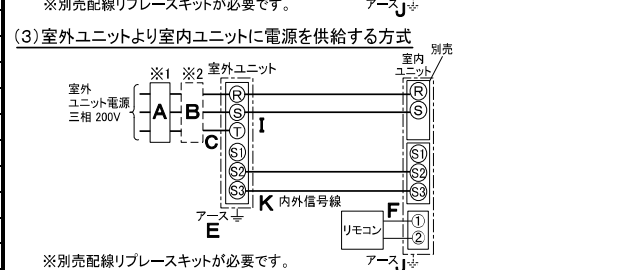 ※別売配線リプレースキットが必要です。
アース J
(3)室外ユニットより室内ユニットに電源を供給する方式
別売
室内
ユニット
※1 ※2 室外ユニット
室外
ユニット電源
三相 200V
A B
R
S
T
S1
S2
S3
C
I
R
S
S1
S2
S3
K 内外信号線
アース
E
F
リモコン
①
②
アース J
※別売配線リプレースキットが必要です。